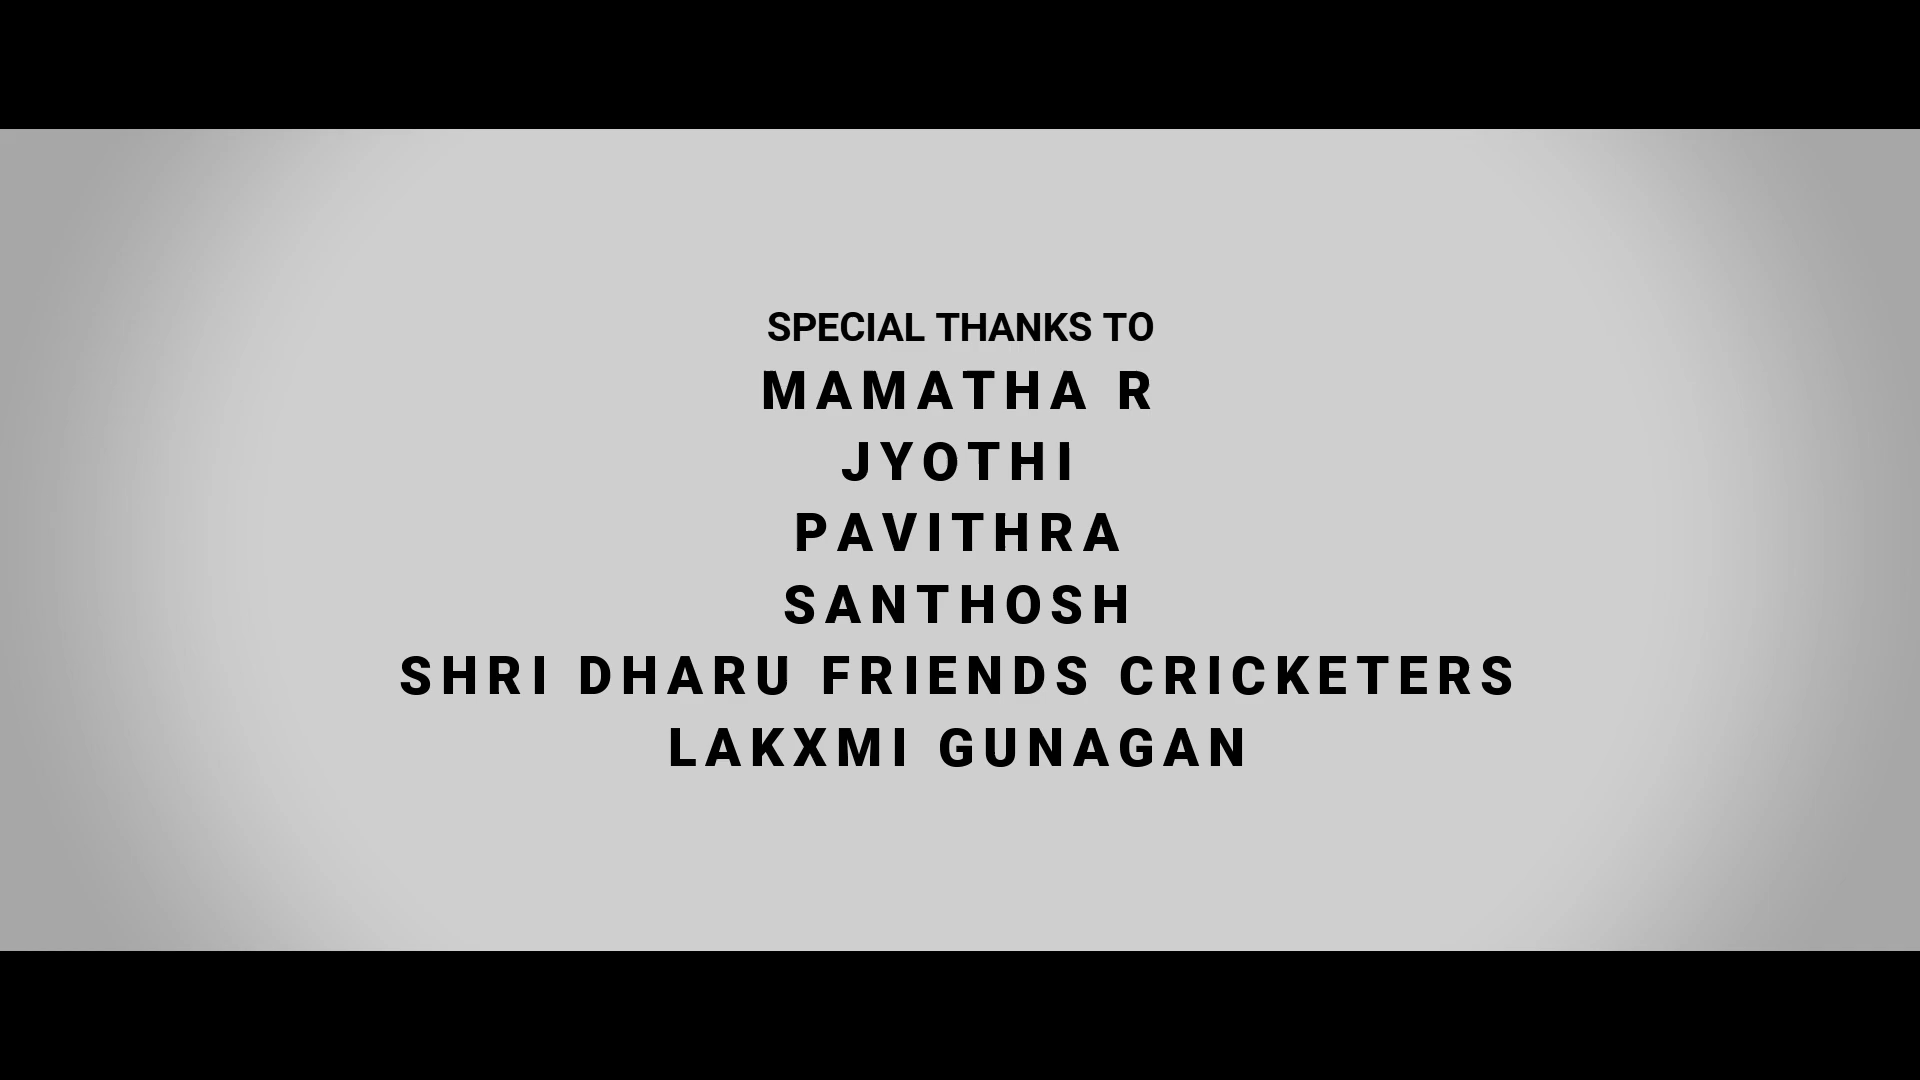 SPECIAL THANKS TO
MAMATHA R
JYOTHI
PAVITHRA
SANTHOSH
SHRI DHARU FRIENDS CRICKETERS
LAKXMI GUNAGAN